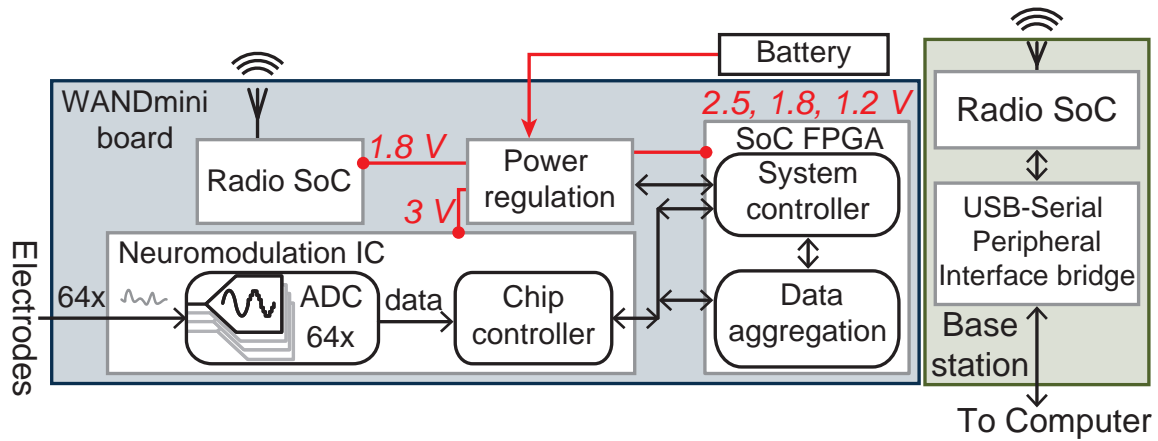 Battery
WANDmini
board
2.5, 1.8, 1.2 V
Radio SoC
1.8 V
Power
regulation
3 V
SoC FPGA
System
controller
Data
aggregation
Neuromodulation IC
Electrodes
64x
ADC
64x
data
Chip
controller
Radio SoC
USB-Serial
Peripheral
Interface bridge
Base
station
To Computer